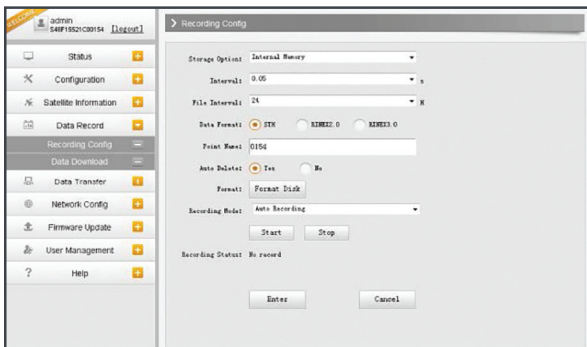 WELCOME
admin
S48F15521C00154 [Logout]
Status
Configuration
Satellite Information
Data Record
Recording Config
Data Download
Data Transfer
Network Config
Firmware Update
User Management
? Help
Recording Config
Storage Option: Internal Memory
Interval: 0.05 s
File Interval: 24 H
Data Format: STH RINEX2.0 RINEX3.0
Point Name: 0154
Auto Delete: Yes No
Format: Format Disk
Recording Mode: Auto Recording
Start Stop
Recording Status: No record
Enter Cancel